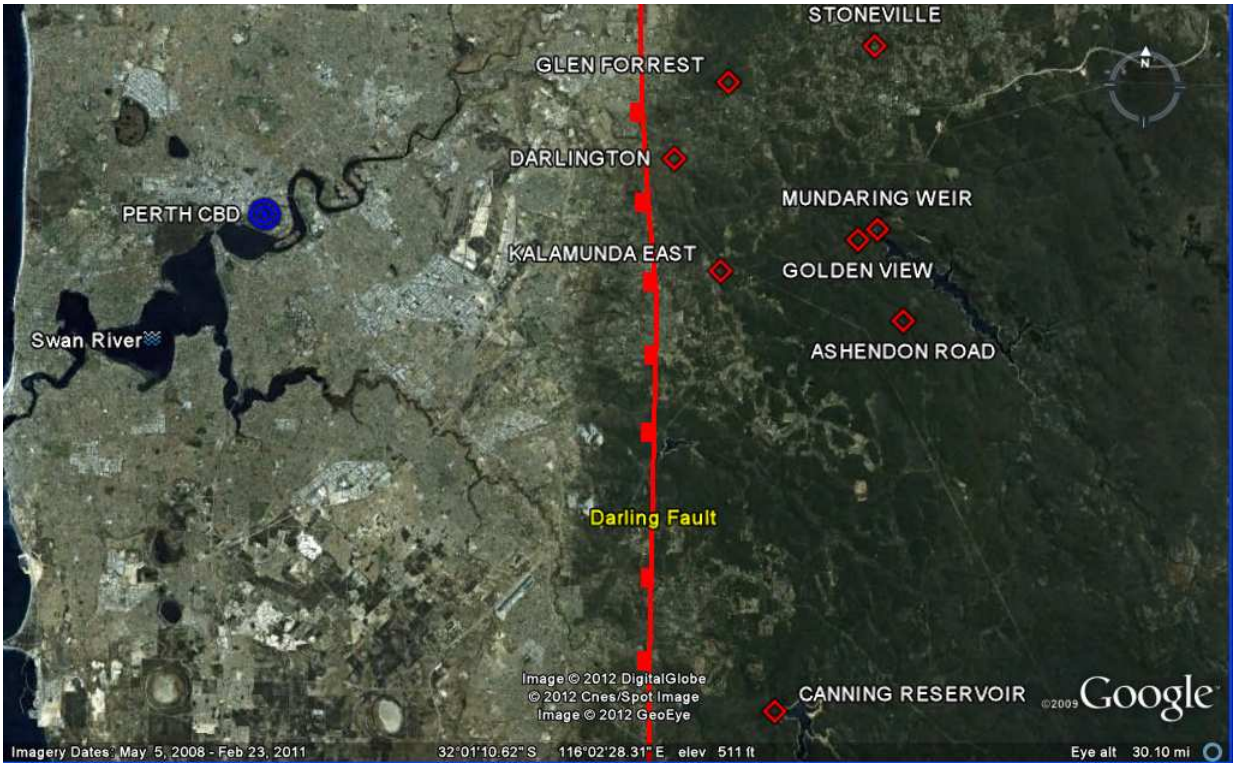 STONEVILLE
GLEN FORREST
N
DARLINGTON
MUNDARING WEIR
PERTH CBD
KALAMUNDA EAST
GOLDEN VIEW
Swan River
ASHENDON ROAD
Darling Fault
Image © 2012 DigitalGlobe
© 2012 Cnes/Spot Image
Image © 2012 GeoEye
CANNING RESERVOIR
©2009 Google
Imagery Dates: May 5, 2008 - Feb 23, 2011 32°01'10.62" S 116°02'28.31" E elev 511 ft Eye alt 30.10 mi